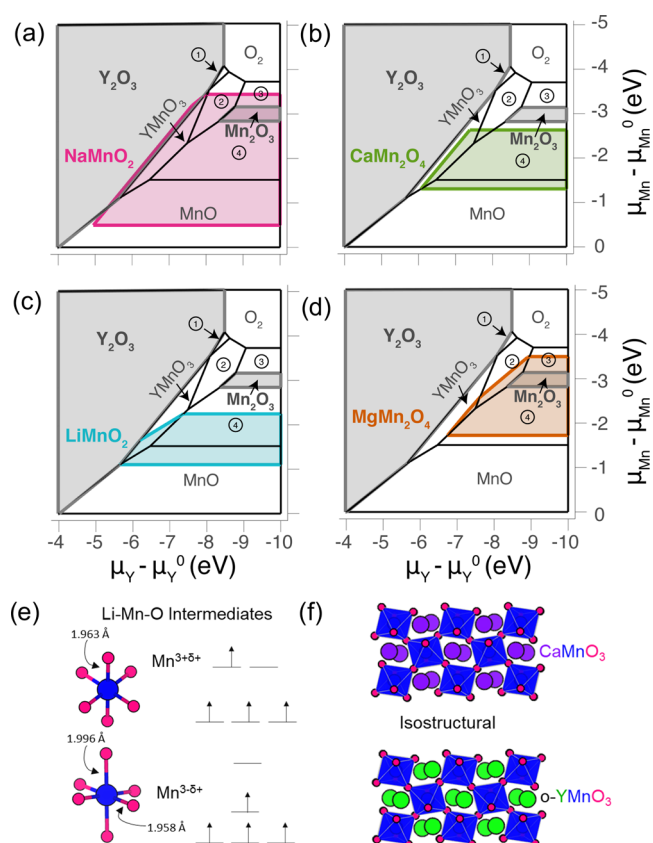 (a)
Y₂O₃
O₂
1
YMnO₃
2
3
Mn₂O₃
NaMnO₂
4
MnO
(b)
Y₂O₃
O₂
1
YMnO₃
2
3
Mn₂O₃
CaMn₂O₄
4
MnO
-5
-4
-3
-2
-1
0
μMn - μMn⁰ (eV)
(c)
Y₂O₃
O₂
1
YMnO₃
2
3
Mn₂O₃
LiMnO₂
4
MnO
-4 -5 -6 -7 -8 -9 -10
μY - μY⁰ (eV)
(d)
Y₂O₃
O₂
1
YMnO₃
2
3
Mn₂O₃
MgMn₂O₄
4
MnO
-5
-4
-3
-2
-1
0
μMn - μMn⁰ (eV)
-4 -5 -6 -7 -8 -9 -10
μY - μY⁰ (eV)
(e)
Li-Mn-O Intermediates
1.963 Å
Mn³⁺δ⁺
1.996 Å
Mn³⁻δ⁺
1.958 Å
(f)
CaMnO₃
Isostructural
o-YMnO₃